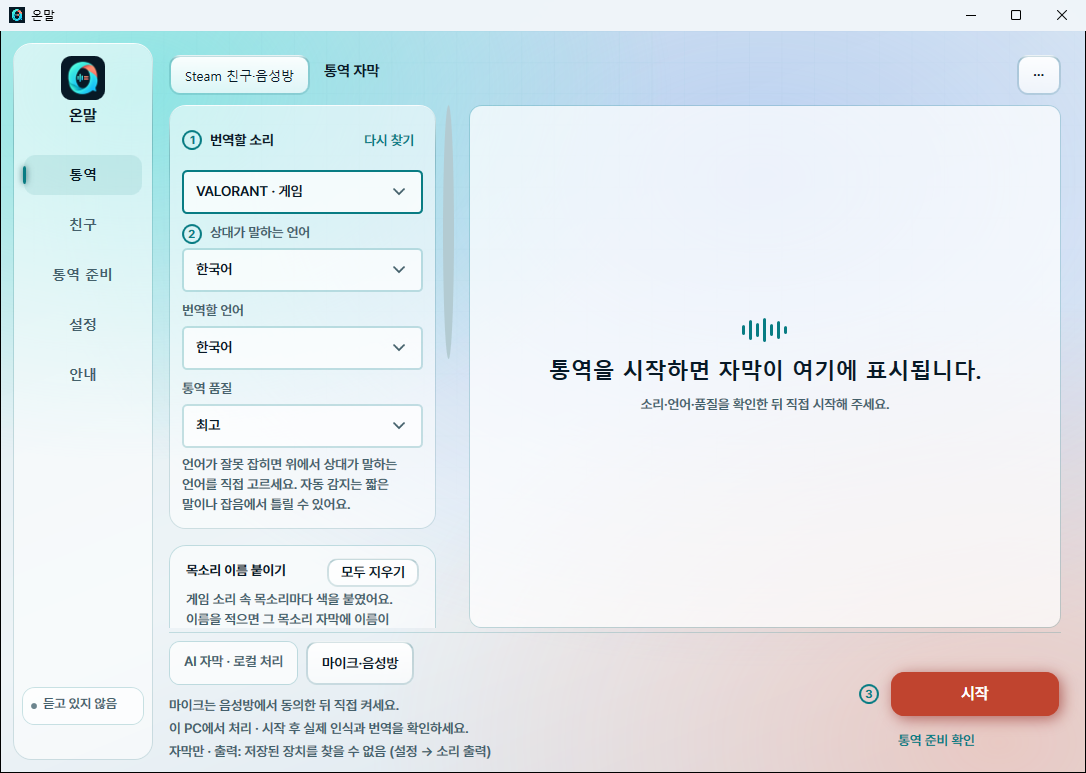 온말
온말
통역
친구
통역 준비
설정
안내
듣고 있지 않음
Steam 친구·음성방
통역 자막
...
1 번역할 소리
다시 찾기
VALORANT · 게임
2 상대가 말하는 언어
한국어
번역할 언어
한국어
통역 품질
최고
언어가 잘못 잡히면 위에서 상대가 말하는
언어를 직접 고르세요. 자동 감지는 짧은
말이나 잡음에서 틀릴 수 있어요.
목소리 이름 붙이기
모두 지우기
게임 소리 속 목소리마다 색을 붙였어요.
이름을 적으면 그 목소리 자막에 이름이
통역을 시작하면 자막이 여기에 표시됩니다.
소리·언어·품질을 확인한 뒤 직접 시작해 주세요.
AI 자막 · 로컬 처리
마이크·음성방
마이크는 음성방에서 동의한 뒤 직접 켜세요.
이 PC에서 처리 · 시작 후 실제 인식과 번역을 확인하세요.
자막만 · 출력: 저장된 장치를 찾을 수 없음 (설정 → 소리 출력)
3 시작
통역 준비 확인